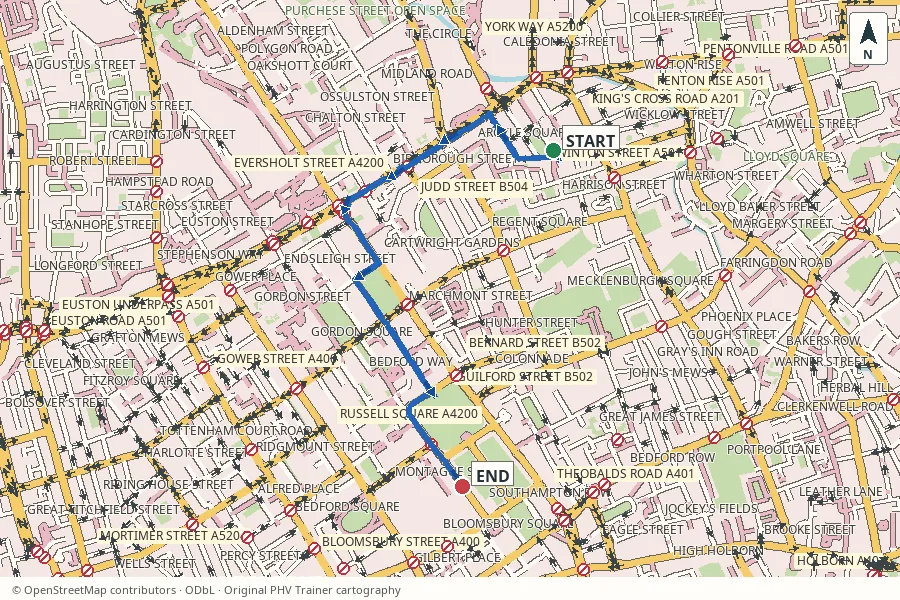 PURCHESE STREET OPEN SPACE
COLLIER STREET
ALDENHAM STREET
THE CIRCLE
YORK WAY A5200
CALEDONIA STREET
POLYGON ROAD
PENTONVILLE ROAD A501
AUGUSTUS STREET
OAKSHOTT COURT
MIDLAND ROAD
PENTON RISE A501
N
OSSULSTON STREET
KING'S CROSS ROAD A201
HARRINGTON STREET
CHALTON STREET
WICKLOW STREET
AMWELL STREET
CARDINGTON STREET
START
ROBERT STREET
EVERSHOLT STREET A4200
LLOYD SQUARE
HAMPSTEAD ROAD
JUDD STREET B504
HARRISON STREET
WHARTON STREET
STARCROSS STREET
LLOYD BAKER STREET
STANHOPE STREET
EUSTON STREET
REGENT SQUARE
MARGERY STREET
CARTWRIGHT GARDENS
STEPHENSON WAY
ENDSLEIGH STREET
LONGFORD STREET
FARRINGDON ROAD
GOWER PLACE
MECKLENBURGH SQUARE
GORDON STREET
MARCHMONT STREET
EUSTON UNDERPASS A501
EUSTON ROAD A501
PHOENIX PLACE
HUNTER STREET
GORDON SQUARE
GOUGH STREET
GRAFTON MEWS
BERNARD STREET B502
BAKERS ROW
GRAY'S INN ROAD
CLEVELAND STREET
GOWER STREET A400
BEDFORD WAY
COLONNADE
WARNER STREET
FITZROY SQUARE
GUILFORD STREET B502
JOHN'S MEWS
HERBAL HILL
BOLSOVER STREET
RUSSELL SQUARE A4200
CLERKENWELL ROAD
GREAT JAMES STREET
TOTTENHAM COURT ROAD
CHARLOTTE STREET
RIDGMOUNT STREET
PORTPOOL LANE
BEDFORD ROW
END
THEOBALDS ROAD A401
RIDING HOUSE STREET
ALFRED PLACE
LEATHER LANE
GREAT TITCHFIELD STREET
BEDFORD SQUARE
JOCKEY'S FIELDS
BLOOMSBURY SQUARE
EAGLE STREET
BROOKE STREET
MORTIMER STREET A520
BLOOMSBURY STREET A400
PERCY STREET
GILBERT PLACE
HIGH HOLBORN
WELLS STREET
HOLBORN
© OpenStreetMap contributors · ODbL · Original PHV Trainer cartography